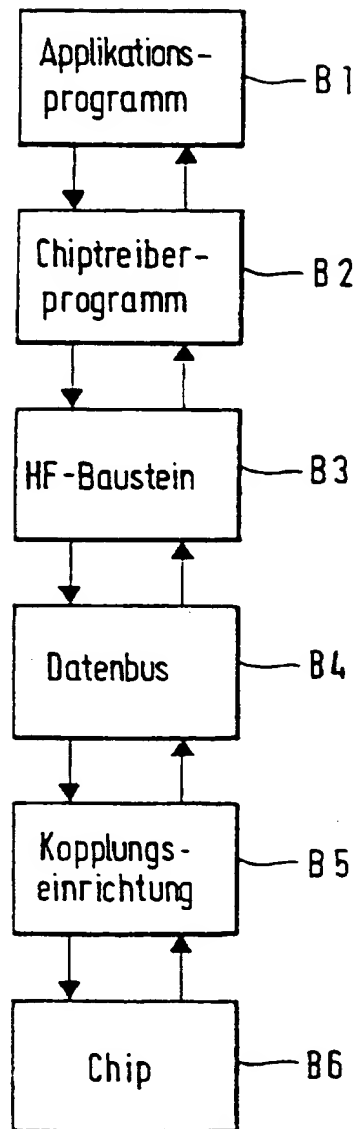 Applikations-
programm
B1
Chiptreiber-
programm
B2
HF-Baustein
B3
Datenbus
B4
Kopplungs-
einrichtung
B5
Chip
B6